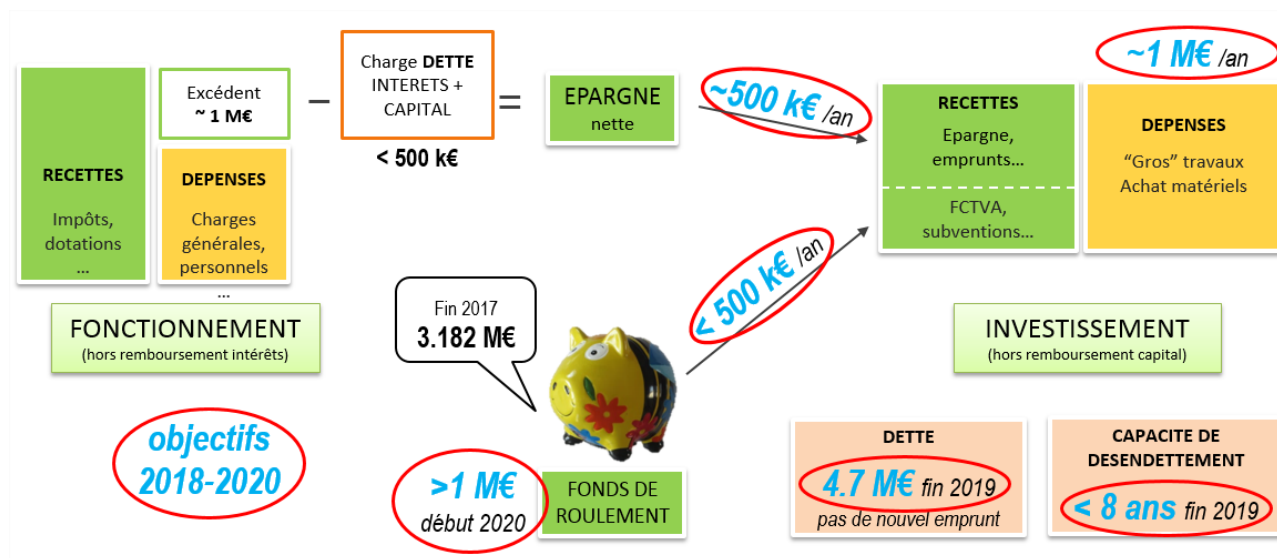 RECETTES
Impôts,
dotations
...
Excédent
~ 1 M€
DEPENSES
Charges
générales,
personnels
...
FONCTIONNEMENT
(hors remboursement intérêts)
–
Charge DETTE
INTERETS +
CAPITAL
< 500 k€
=
EPARGNE
nette
~500 k€ /an
RECETTES
Epargne,
emprunts...
FCTVA,
subventions...
~1 M€ /an
DEPENSES
“Gros” travaux
Achat matériels
INVESTISSEMENT
(hors remboursement capital)
Fin 2017
3.182 M€
< 500 k€ /an
objectifs
2018-2020
>1 M€
début 2020
FONDS DE
ROULEMENT
DETTE
4.7 M€ fin 2019
pas de nouvel emprunt
CAPACITE DE
DESENDETTEMENT
< 8 ans fin 2019